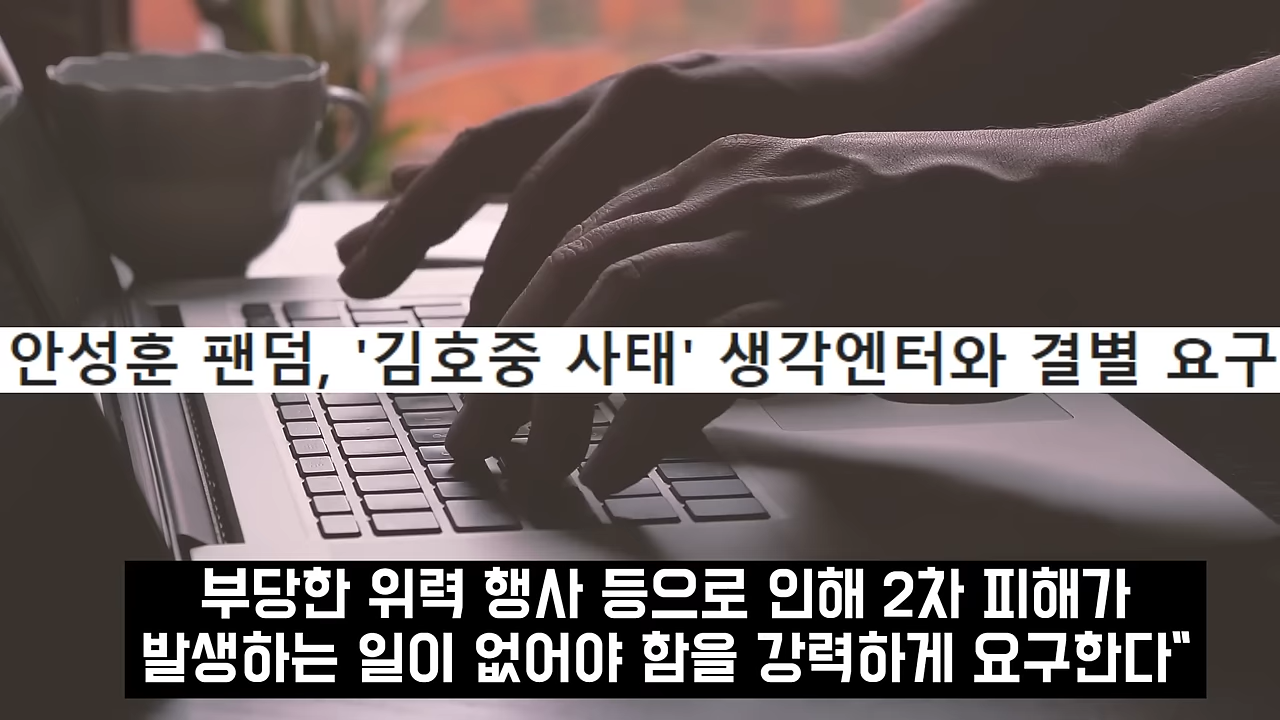 안성훈 팬덤, '김호중 사태' 생각엔터와 결별 요구
부당한 위력 행사 등으로 인해 2차 피해가
발생하는 일이 없어야 함을 강력하게 요구한다"